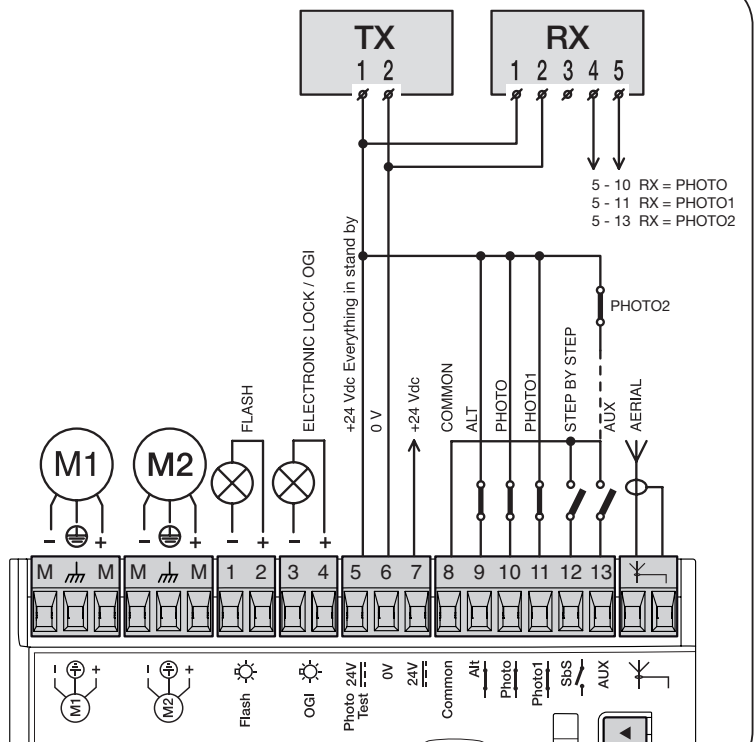 TX
1 2
RX
1 2 3 4 5
5 - 10 RX = PHOTO
5 - 11 RX = PHOTO1
5 - 13 RX = PHOTO2
PHOTO2
FLASH
ELECTRONIC LOCK / OGI
+24 Vdc Everything in stand by
0 V
+24 Vdc
COMMON
ALT
PHOTO
PHOTO1
STEP BY STEP
AUX
AERIAL
M1
M2
- + - + - + - +
M M M M 1 2 3 4 5 6 7 8 9 10 11 12 13
- +
M1
- +
M2
Flash
OGI
Photo 24V
Test
0V
24V
Common
Alt
Photo
Photo1
SbS
AUX